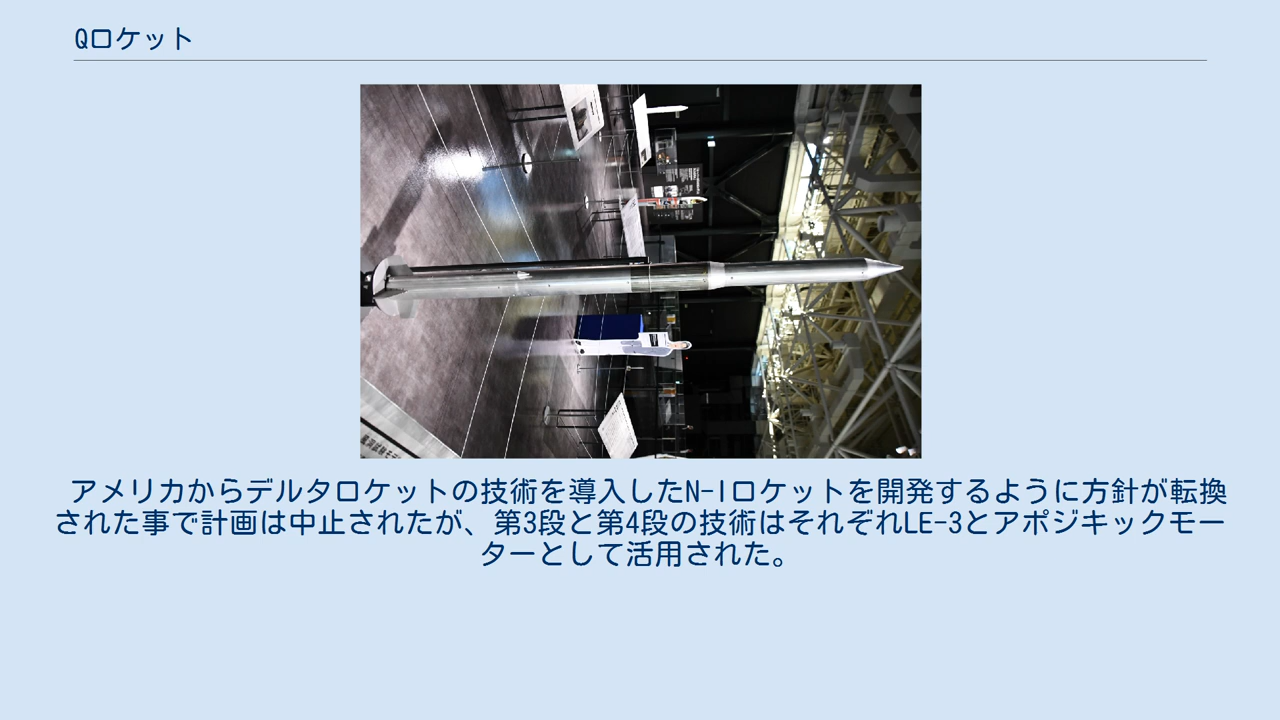 Qロケット
アメリカからデルタロケットの技術を導入したN-Iロケットを開発するように方針が転換
された事で計画は中止されたが、第3段と第4段の技術はそれぞれLE-3とアポジキックモー
ターとして活用された。